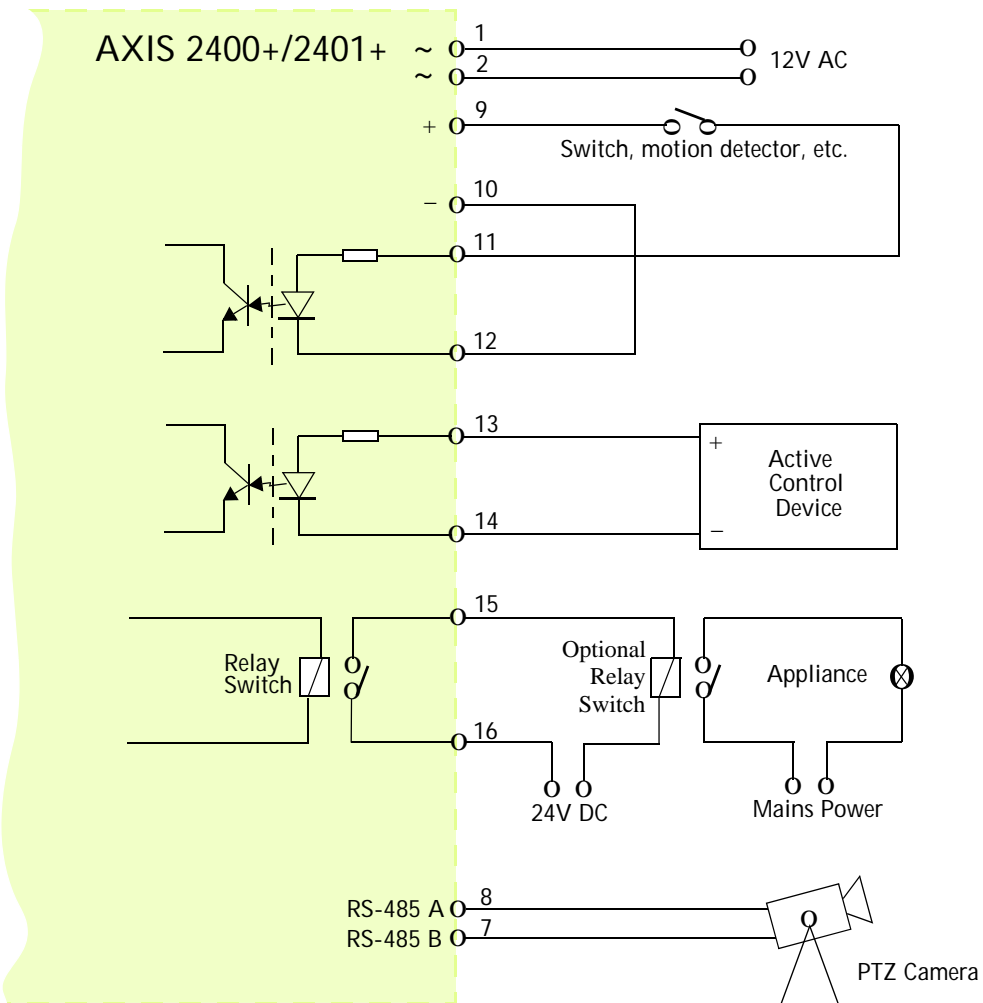 AXIS 2400+/2401+
~ 1
12V AC
~ 2
+ 9
Switch, motion detector, etc.
– 10
11
12
13
+
Active
Control
Device
14
–
15
Relay
Switch
Optional
Relay
Switch
Appliance
16
24V DC
Mains Power
RS-485 A 8
RS-485 B 7
PTZ Camera